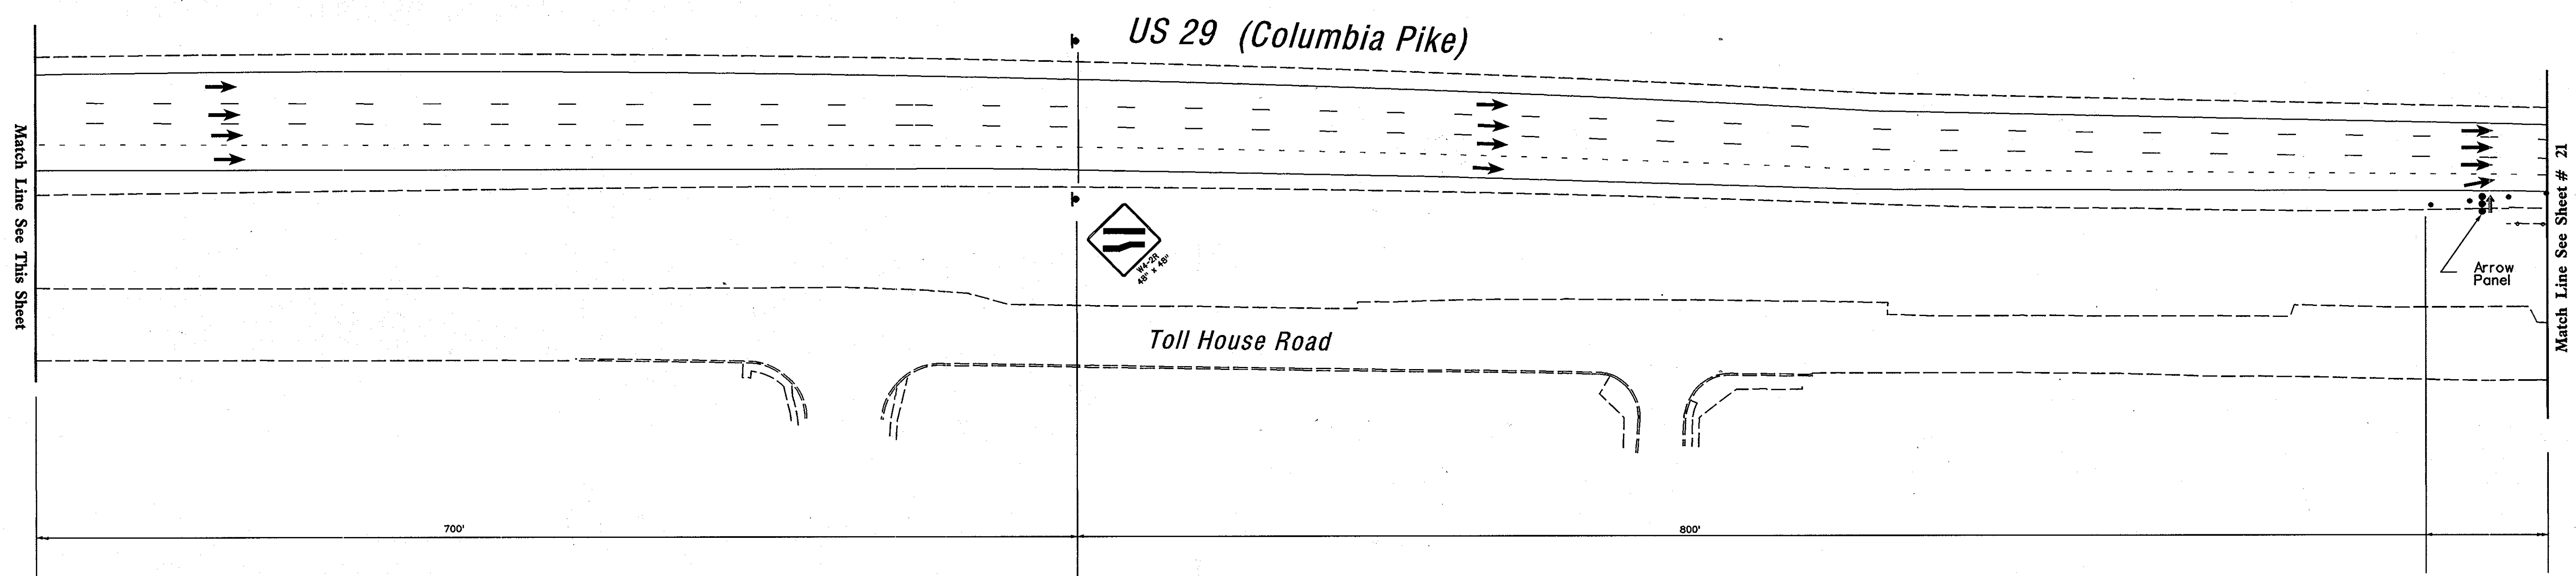 US 29 (Columbia Pike)
Match Line See This Sheet
Match Line See Sheet # 21
W4-2R
48" x 48"
Arrow
Panel
Toll House Road
700'
800'